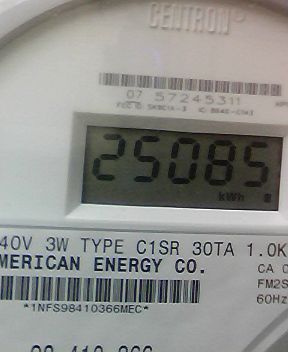 CENTRON®
07 57245311
25085
kWh
40V 3W TYPE C1SR 30TA 1.0K
MERICAN ENERGY CO.
CA 0
FM2S
60Hz
*1NFS98410366MEC*